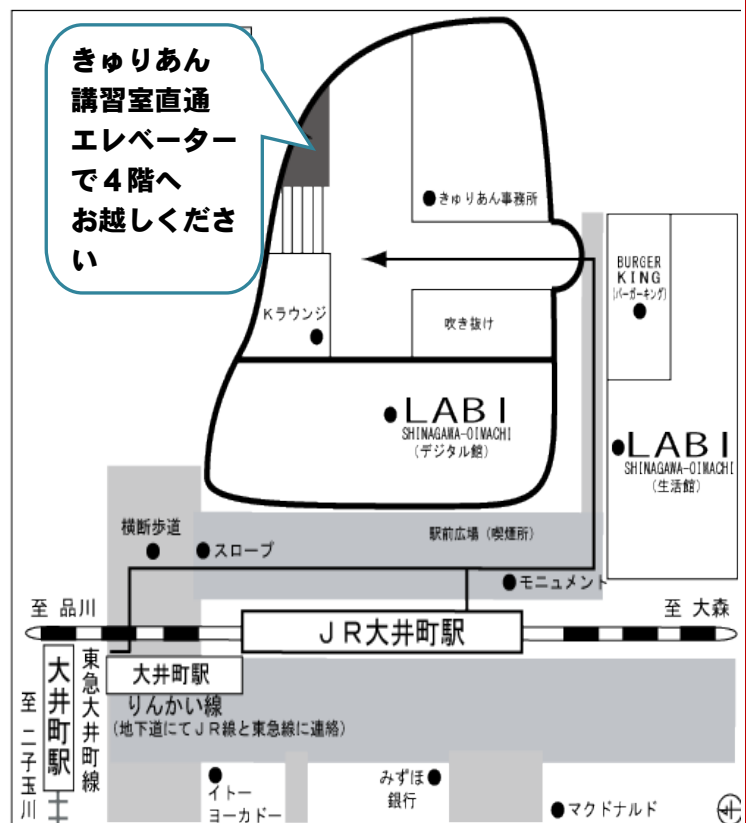 きゅりあん
講習室直通
エレベーター
で４階へ
お越しくださ
い
きゅりあん事務所
BURGER
KING
(バーガーキング)
Kラウンジ
吹き抜け
LABI
SHINAGAWA-OIMACHI
(デジタル館)
LABI
SHINAGAWA-OIMACHI
(生活館)
横断歩道
スロープ
駅前広場（喫煙所）
モニュメント
至 品川
至 大森
ＪＲ大井町駅
大井町駅
東急大井町線
至 二子玉川
大井町駅
りんかい線
(地下道にてＪＲ線と東急線に連絡)
イトー
ヨーカドー
みずほ
銀行
マクドナルド